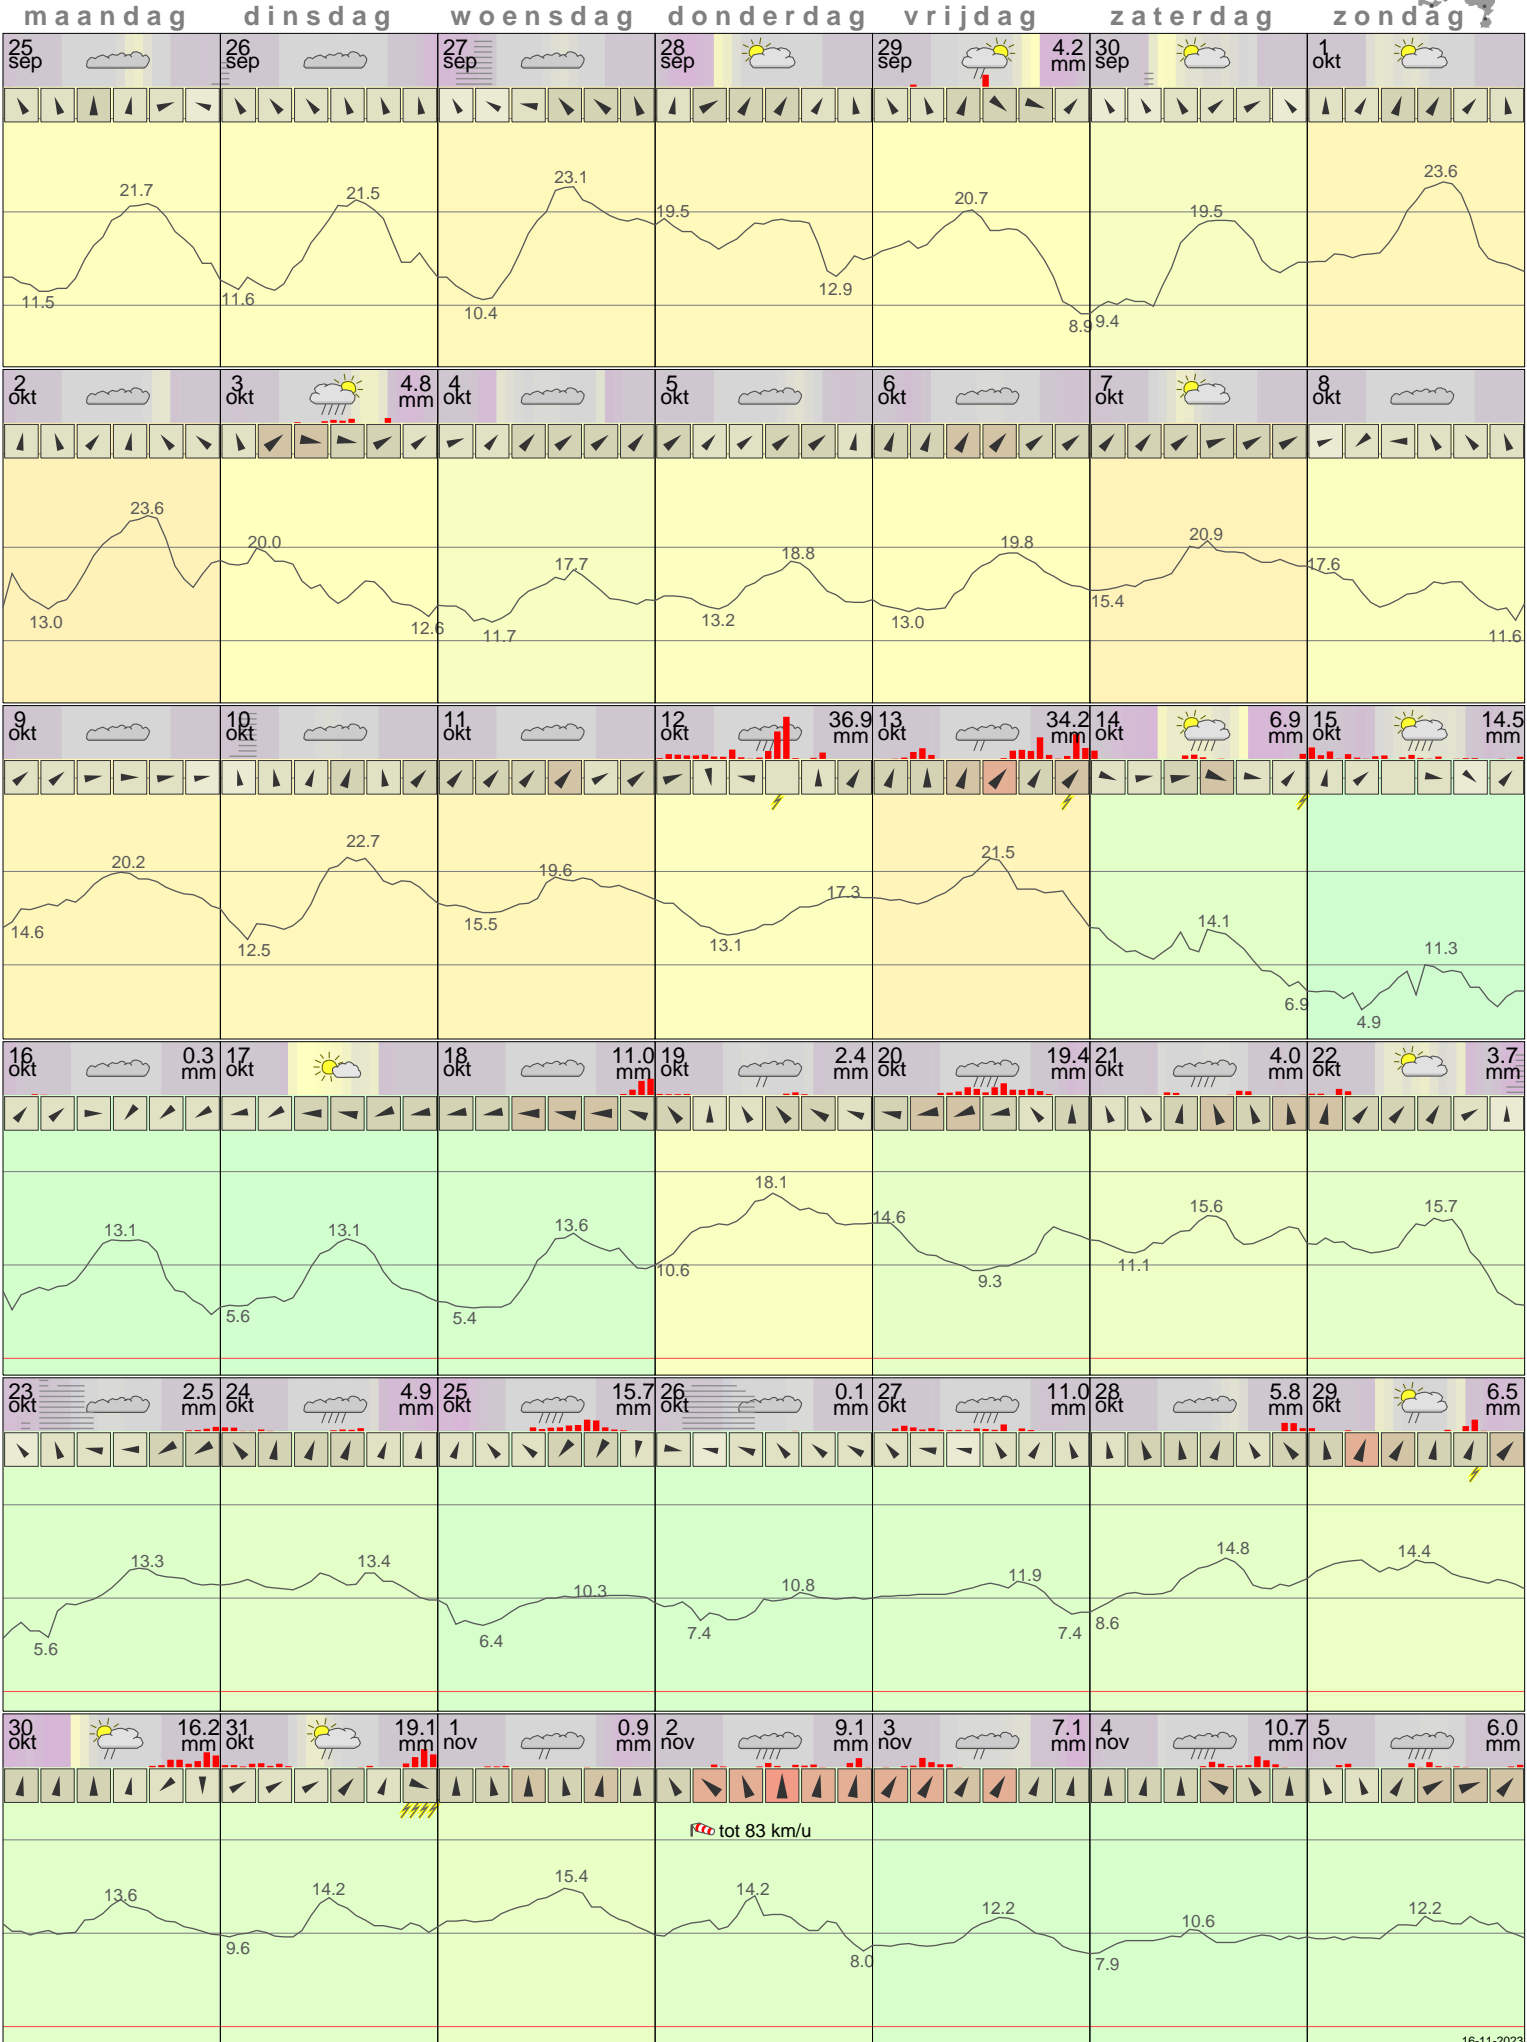 maandag dinsdag woensdag donderdag vrijdag zaterdag zondag
25 26 27 28 29 4.2 30 1
sep sep sep sep sep mm sep okt
21.7 21.5 23.1 19.5 20.7 19.5 23.6
11.5 11.6 10.4 12.9 8.9 9.4
2 3 4.8 4 5 6 7 8
okt okt mm okt okt okt okt okt
23.6 20.0 17.7 18.8 19.8 20.9 17.6
13.0 12.6 11.7 13.2 13.0 15.4 11.6
9 10 11 12 36.9 13 34.2 14 6.9 15 14.5
okt okt okt okt mm okt mm okt mm okt mm
20.2 22.7 19.6 17.3 21.5 14.1 11.3
14.6 12.5 15.5 13.1 6.9 4.9
16 0.3 17 18 11.0 19 2.4 20 19.4 21 4.0 22 3.7
okt mm okt okt mm okt mm okt mm okt mm okt mm
13.1 13.1 13.6 18.1 14.6 15.6 15.7
5.6 5.4 10.6 9.3 11.1
23 2.5 24 4.9 25 15.7 26 0.1 27 11.0 28 5.8 29 6.5
okt mm okt mm okt mm okt mm okt mm okt mm okt mm
13.3 13.4 10.3 10.8 11.9 14.8 14.4
5.6 6.4 7.4 7.4 8.6
30 16.2 31 19.1 1 0.9 2 9.1 3 7.1 4 10.7 5 6.0
okt mm okt mm nov mm nov mm nov mm nov mm nov mm
tot 83 km/u
13.6 14.2 15.4 14.2 12.2 10.6 12.2
9.6 8.0 7.9
16-11-2023